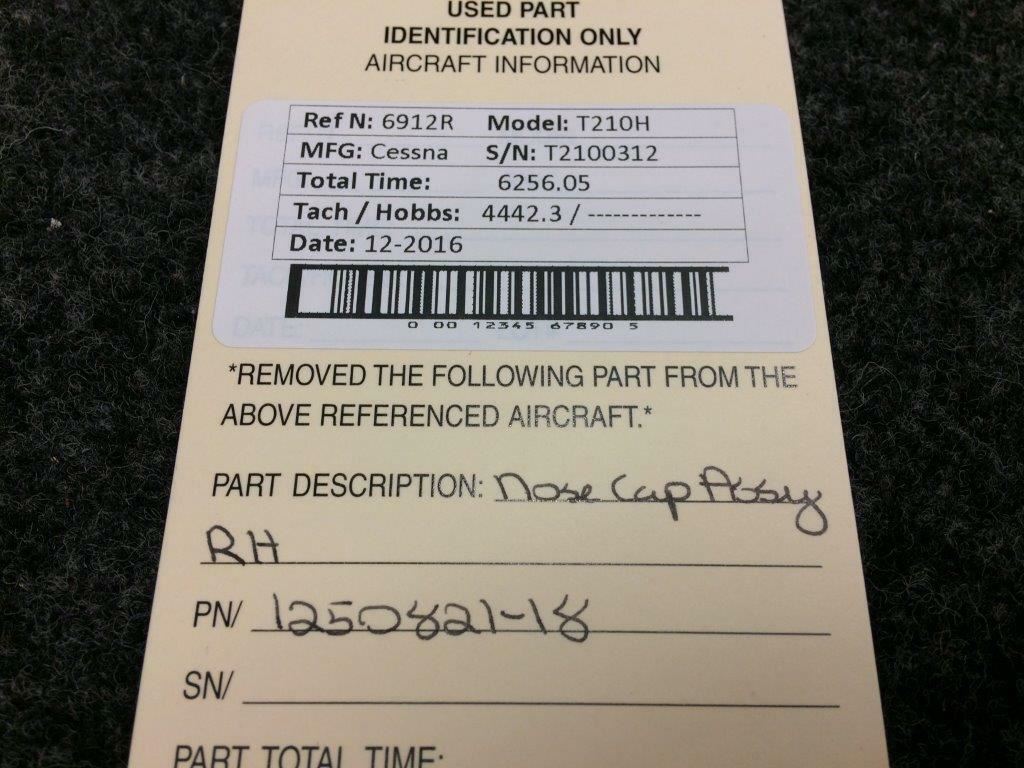 USED PART
IDENTIFICATION ONLY
AIRCRAFT INFORMATION
Ref N: 6912R Model: T210H
MFG: Cessna S/N: T2100312
Total Time: 6256.05
Tach / Hobbs: 4442.3 / -------------
Date: 12-2016
0 00 12345 67890 5
*REMOVED THE FOLLOWING PART FROM THE
ABOVE REFERENCED AIRCRAFT.*
PART DESCRIPTION: Nose Cap Assy
RH
PN/ 1250821-18
SN/
PART TOTAL TIME: